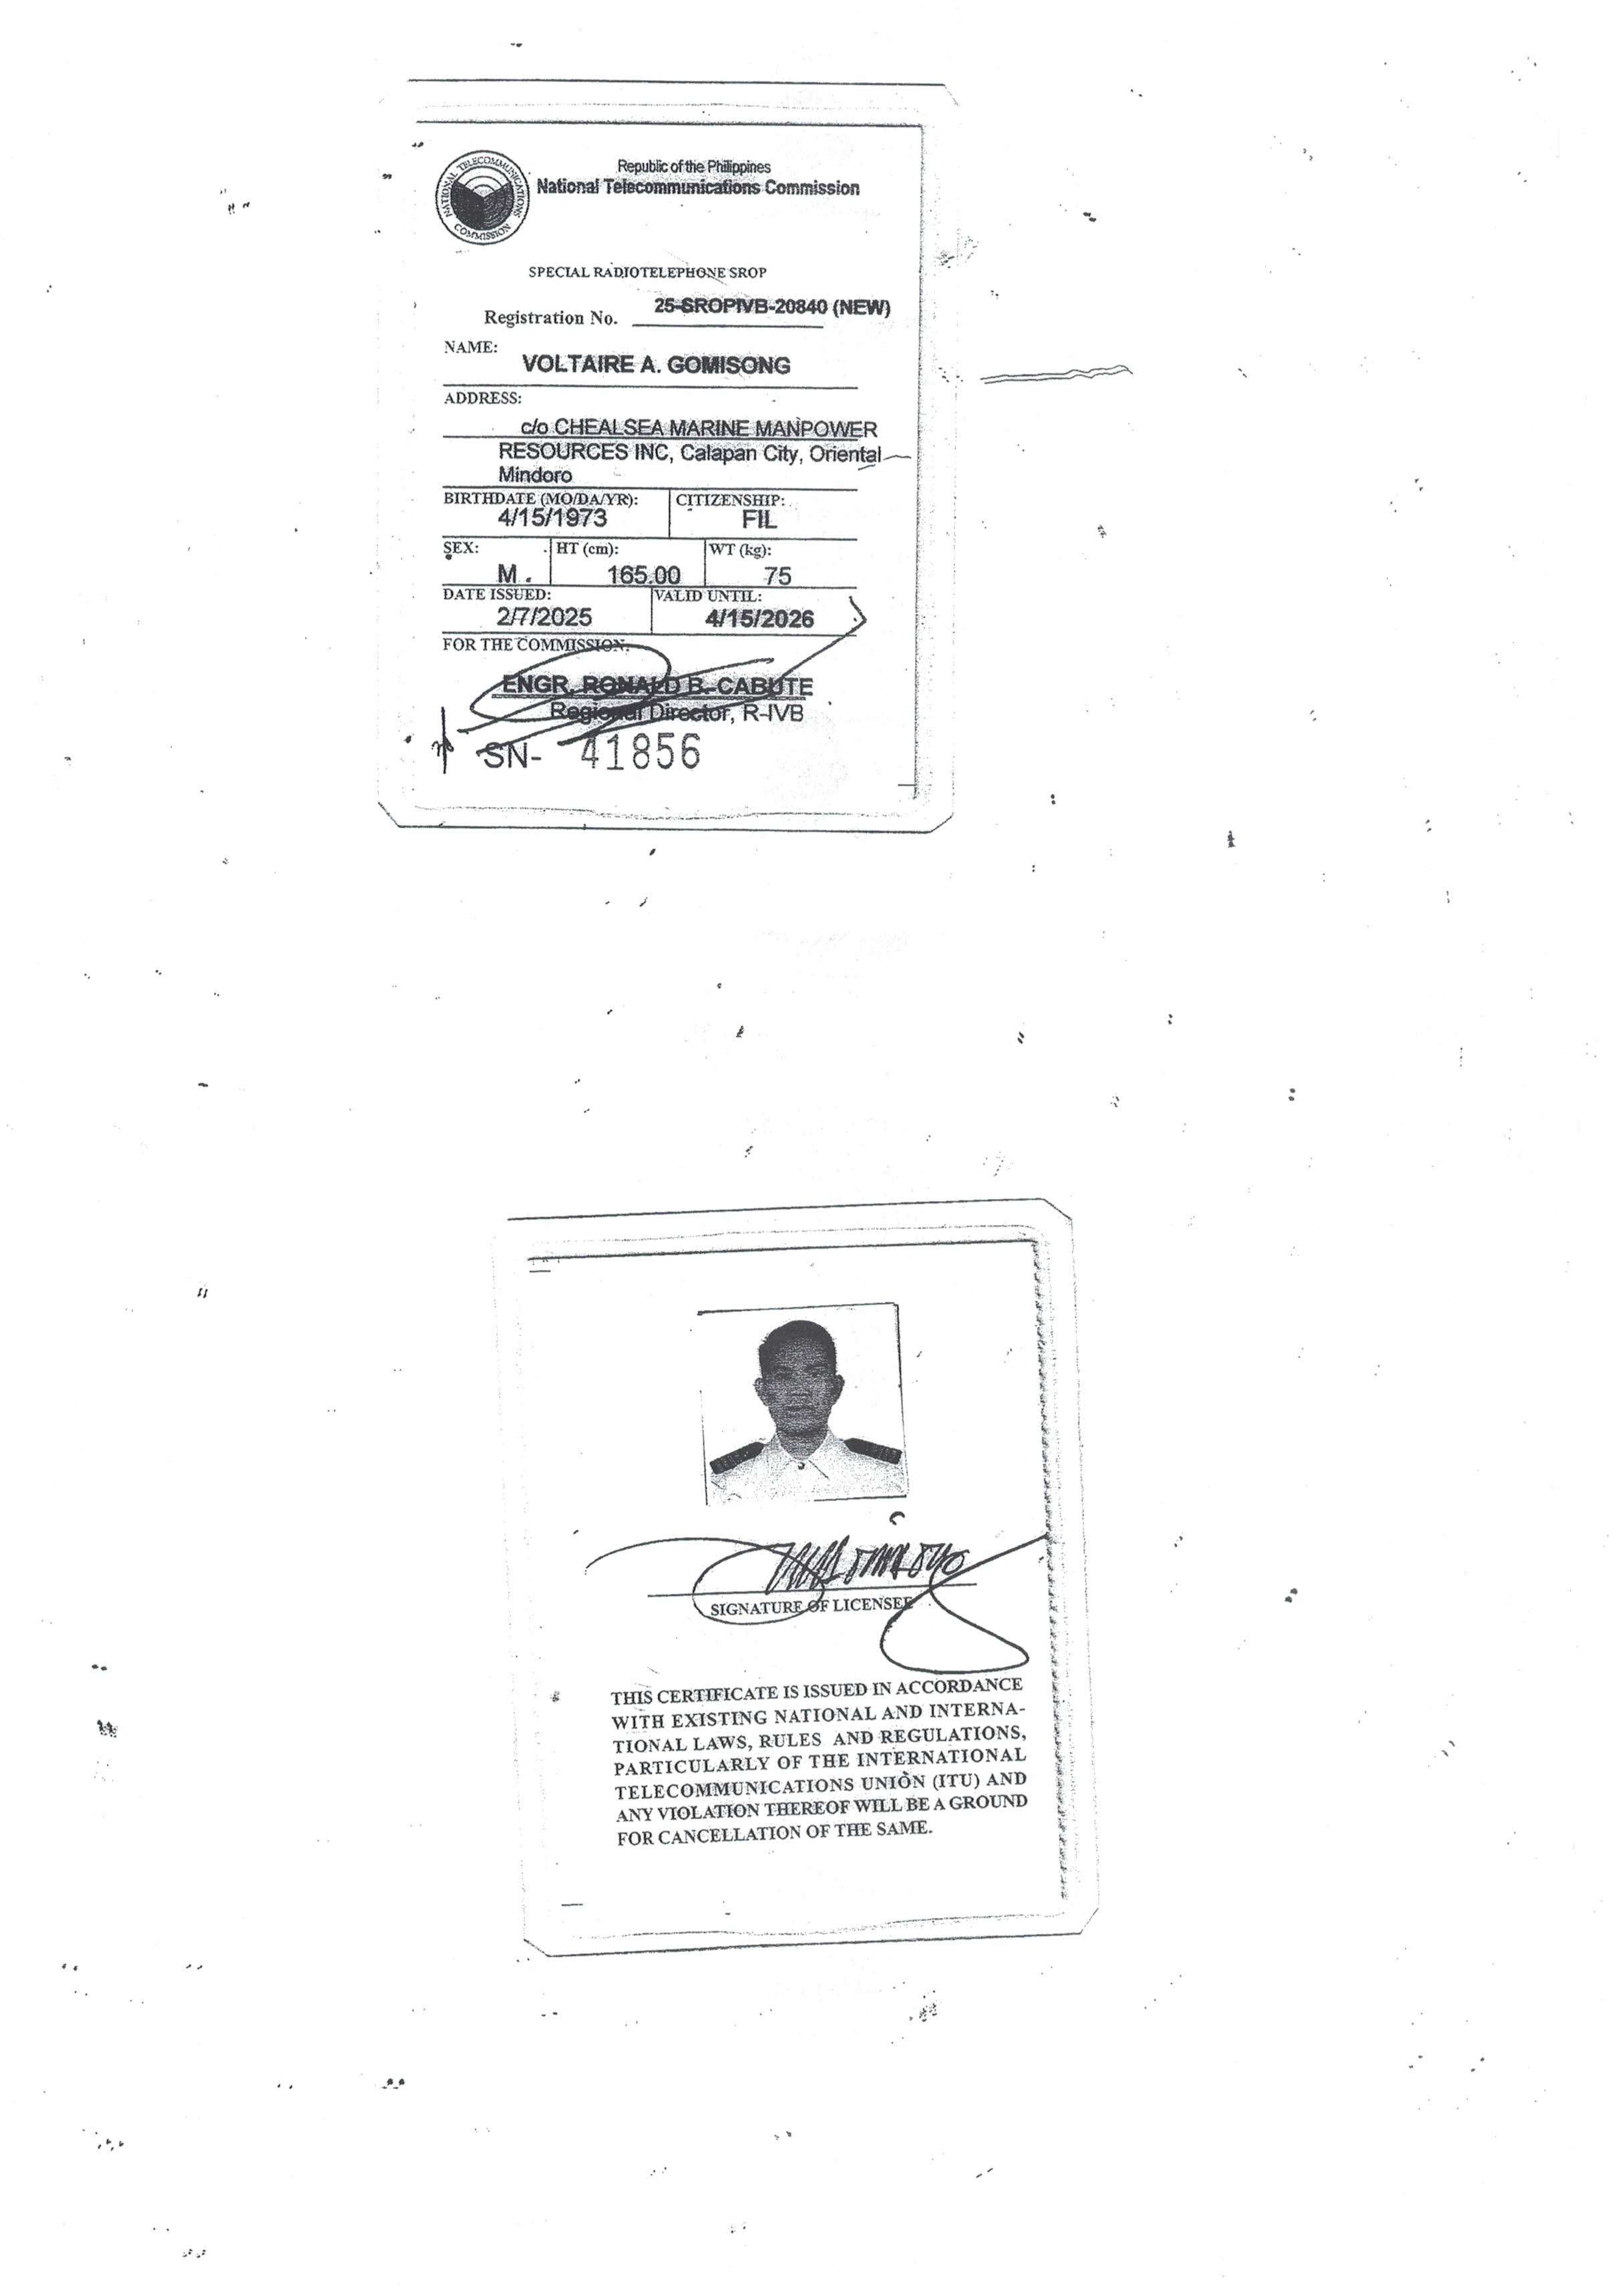 NATIONAL TELECOMMUNICATIONS COMMISSION
Republic of the Philippines
National Telecommunications Commission
SPECIAL RADIOTELEPHONE SROP
Registration No. 25-SROPIVB-20840 (NEW)
NAME:
VOLTAIRE A. GOMISONG
ADDRESS:
c/o CHEALSEA MARINE MANPOWER
RESOURCES INC, Calapan City, Oriental
Mindoro
BIRTHDATE (MO/DA/YR): CITIZENSHIP:
4/15/1973 FIL
SEX: HT (cm): WT (kg):
M 165.00 75
DATE ISSUED: VALID UNTIL:
2/7/2025 4/15/2026
FOR THE COMMISSION:
ENGR. RONALD B. CABUTE
Regional Director, R-IVB
SN- 41856
SIGNATURE OF LICENSEE
THIS CERTIFICATE IS ISSUED IN ACCORDANCE
WITH EXISTING NATIONAL AND INTERNA-
TIONAL LAWS, RULES AND REGULATIONS,
PARTICULARLY OF THE INTERNATIONAL
TELECOMMUNICATIONS UNION (ITU) AND
ANY VIOLATION THEREOF WILL BE A GROUND
FOR CANCELLATION OF THE SAME.